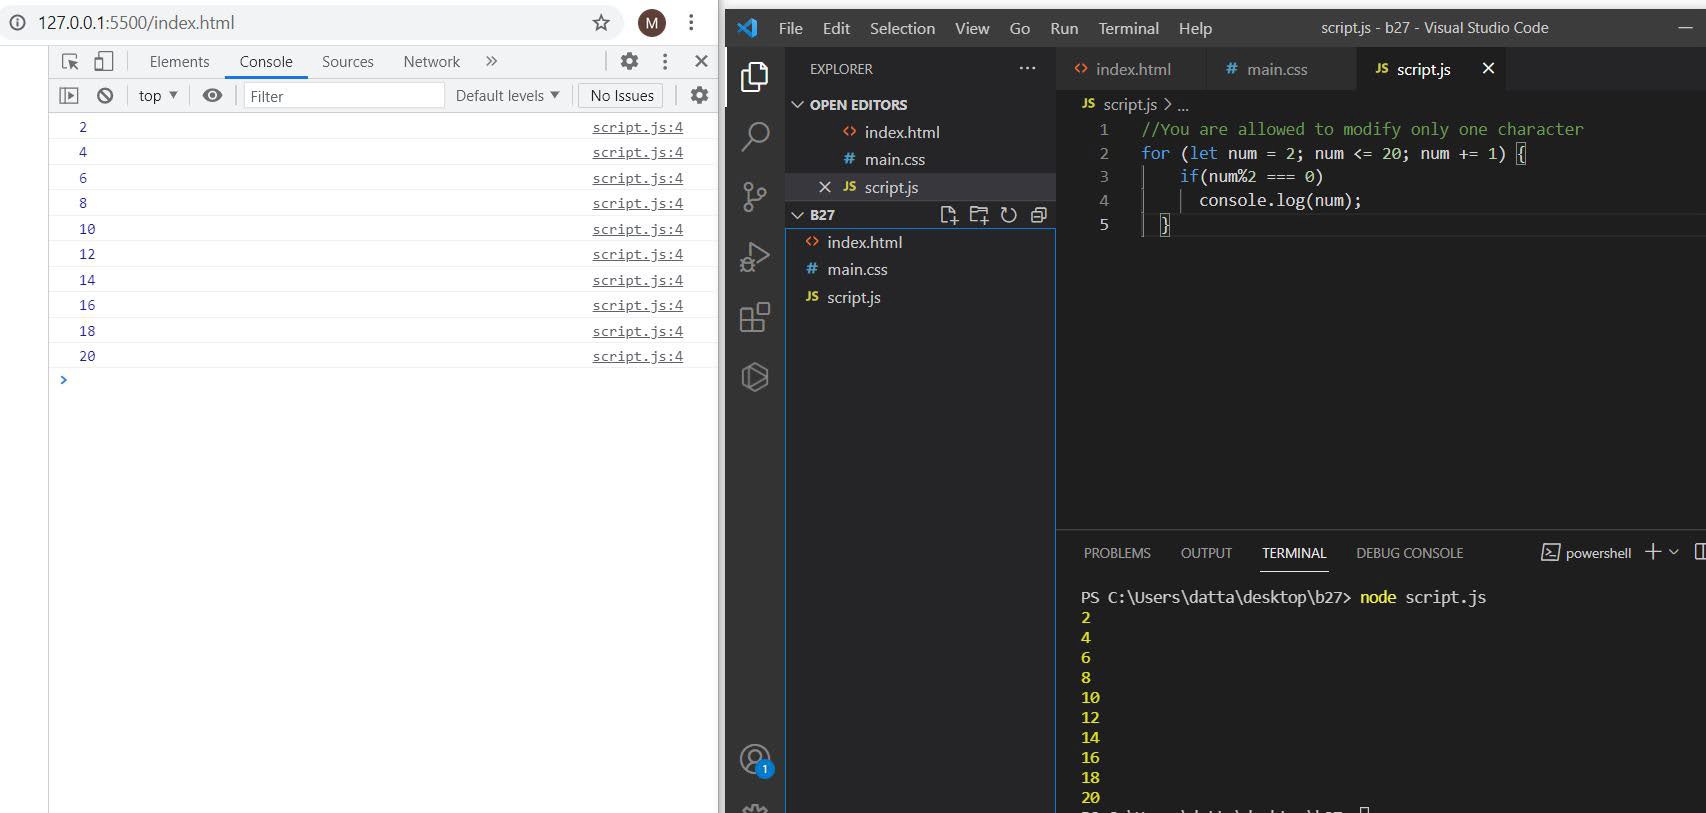 127.0.0.1:5500/index.html
M
Elements Console Sources Network »
top Filter Default levels No Issues
2 script.js:4
4 script.js:4
6 script.js:4
8 script.js:4
10 script.js:4
12 script.js:4
14 script.js:4
16 script.js:4
18 script.js:4
20 script.js:4
>
File Edit Selection View Go Run Terminal Help script.js - b27 - Visual Studio Code
EXPLORER ...
OPEN EDITORS
<> index.html
# main.css
JS script.js
B27
<> index.html
# main.css
JS script.js
1
<> index.html # main.css JS script.js
JS script.js > ...
1 //You are allowed to modify only one character
2 for (let num = 2; num <= 20; num += 1) {
3 if(num%2 === 0)
4 console.log(num);
5 }
PROBLEMS OUTPUT TERMINAL DEBUG CONSOLE powershell
PS C:\Users\datta\desktop\b27> node script.js
2
4
6
8
10
12
14
16
18
20